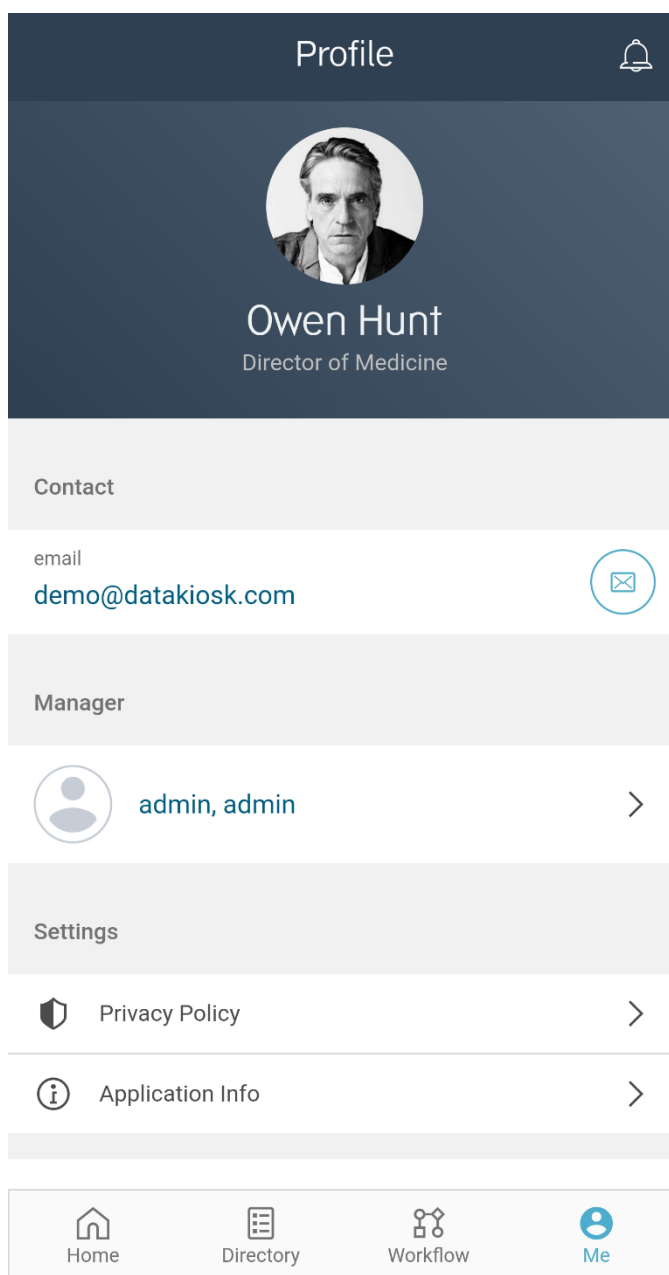 Profile
Owen Hunt
Director of Medicine
Contact
email
demo@datakiosk.com
Manager
admin, admin
Settings
Privacy Policy
Application Info
Home Directory Workflow Me